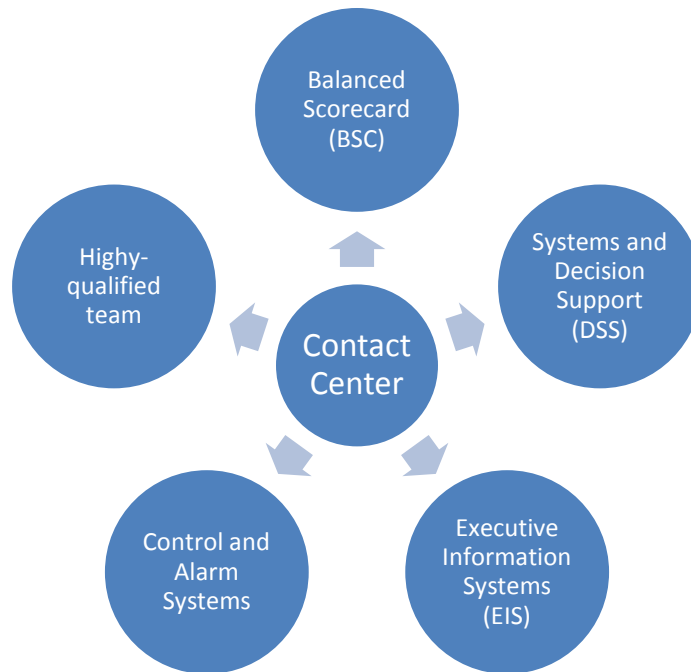 Balanced
Scorecard
(BSC)
Highy-
qualified
team
Systems and
Decision
Support
(DSS)
Contact
Center
Control and
Alarm
Systems
Executive
Information
Systems
(EIS)